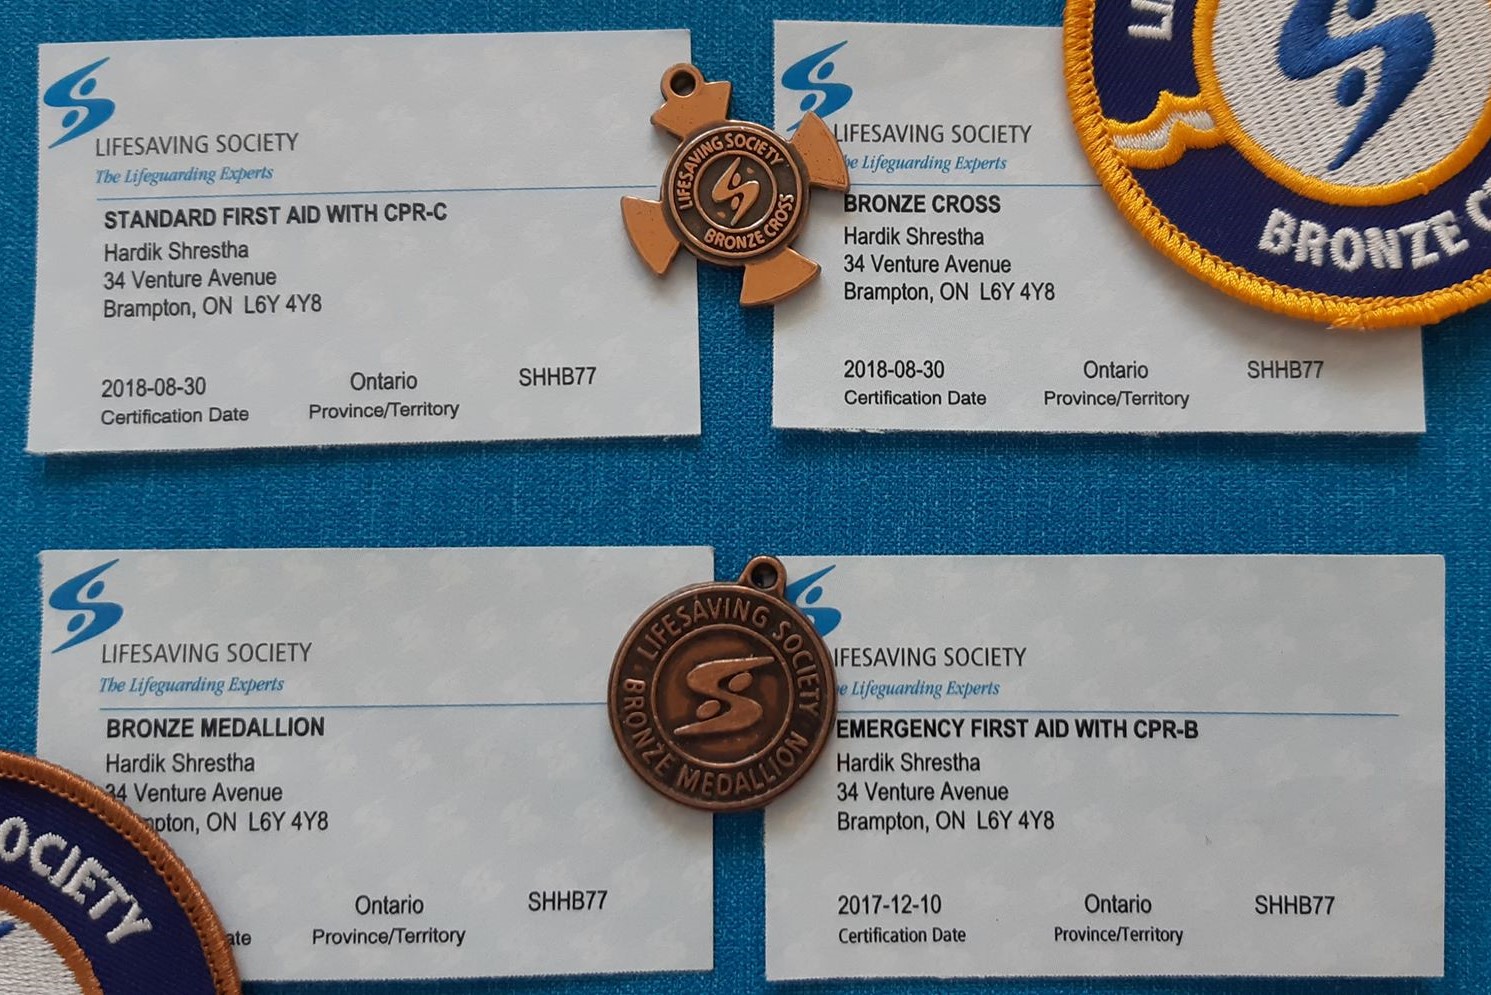 LIFESAVING SOCIETY
The Lifeguarding Experts
STANDARD FIRST AID WITH CPR-C
Hardik Shrestha
34 Venture Avenue
Brampton, ON L6Y 4Y8
2018-08-30 Ontario SHHB77
Certification Date Province/Territory
LIFESAVING SOCIETY
BRONZE CROSS
LIFESAVING SOCIETY
Lifeguarding Experts
BRONZE CROSS
Hardik Shrestha
34 Venture Avenue
Brampton, ON L6Y 4Y8
2018-08-30 Ontario SHHB77
Certification Date Province/Territory
BRONZE
LIFESAVING SOCIETY
The Lifeguarding Experts
BRONZE MEDALLION
Hardik Shrestha
34 Venture Avenue
ON L6Y 4Y8
Ontario SHHB77
Province/Territory
OCIETY
LIFESAVING SOCIETY
BRONZE MEDALLION
IFESAVING SOCIETY
Lifeguarding Experts
EMERGENCY FIRST AID WITH CPR-B
Hardik Shrestha
34 Venture Avenue
Brampton, ON L6Y 4Y8
2017-12-10 Ontario SHHB77
Certification Date Province/Territory